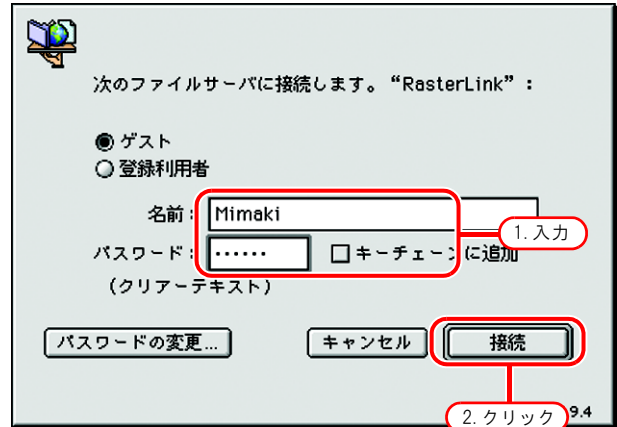 次のファイルサーバに接続します。“RasterLink”：
ゲスト
登録利用者
名前： Mimaki
1.入力
パスワード： ······ キーチェーンに追加
(クリアーテキスト)
パスワードの変更... キャンセル 接続
2.クリック 9.4